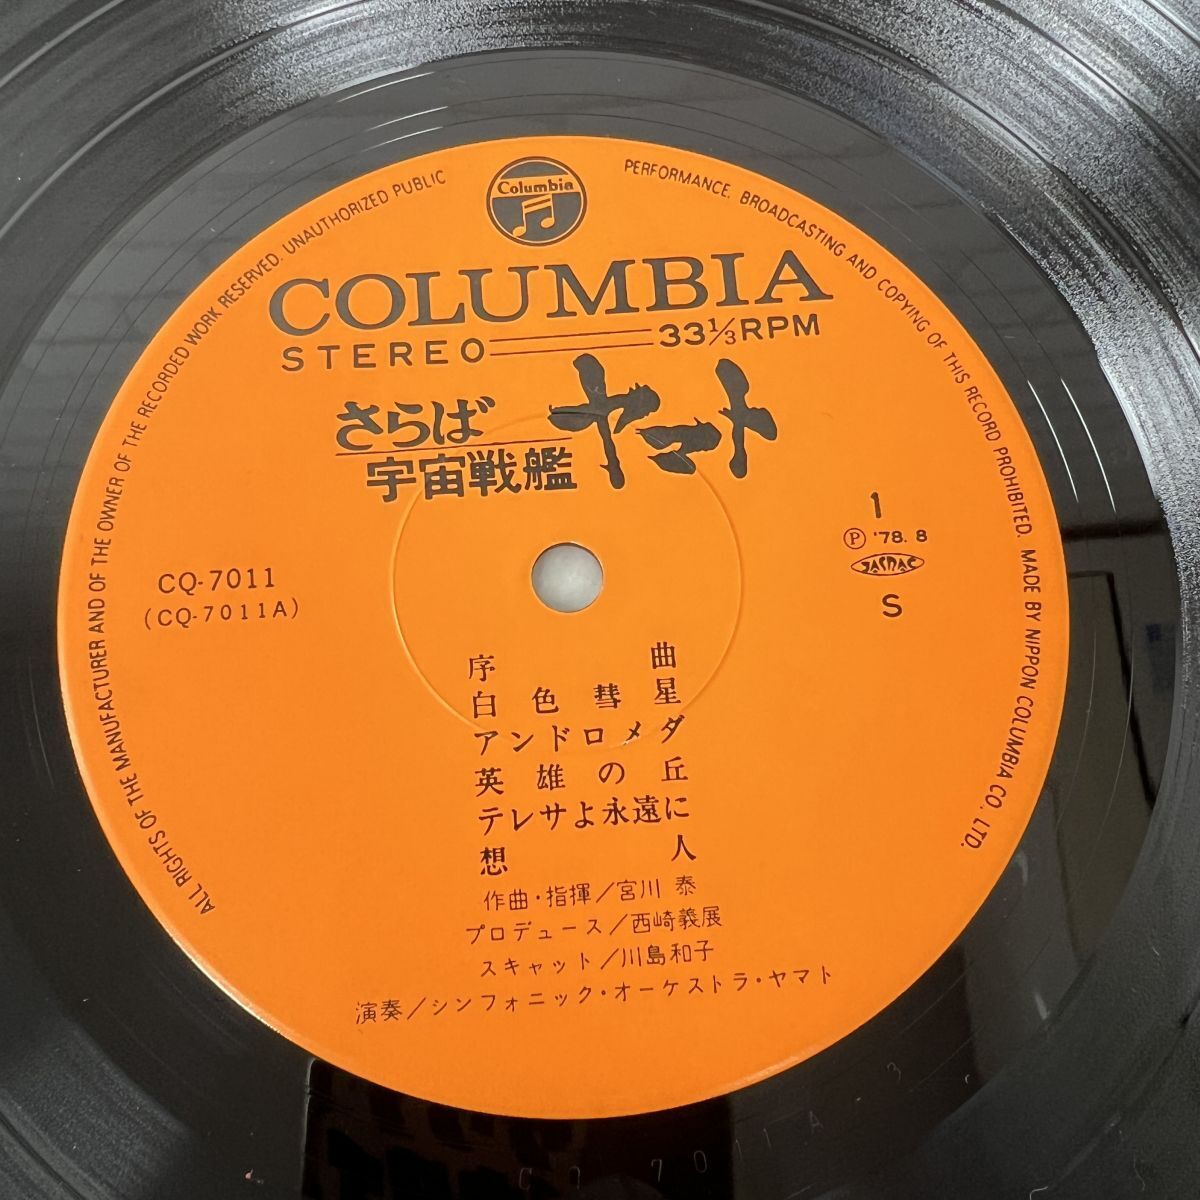 ALL RIGHTS OF THE MANUFACTURER AND OF THE OWNER OF THE RECORDED WORK RESERVED. UNAUTHORIZED PUBLIC PERFORMANCE, BROADCASTING AND COPYING OF THIS RECORD PROHIBITED. MADE BY NIPPON COLUMBIA CO., LTD.
Columbia
COLUMBIA
STEREO 33⅓RPM
さらば
宇宙戦艦
ヤマト
1
Ⓟ '78.8
JASRAC
S
CQ-7011
(CQ-7011A)
序曲
白色彗星
アンドロメダ
英雄の丘
テレサよ永遠に
想人
作曲・指揮/宮川 泰
プロデュース/西崎義展
スキャット/川島和子
演奏/シンフォニック・オーケストラ・ヤマト
CQ 7011 A 3